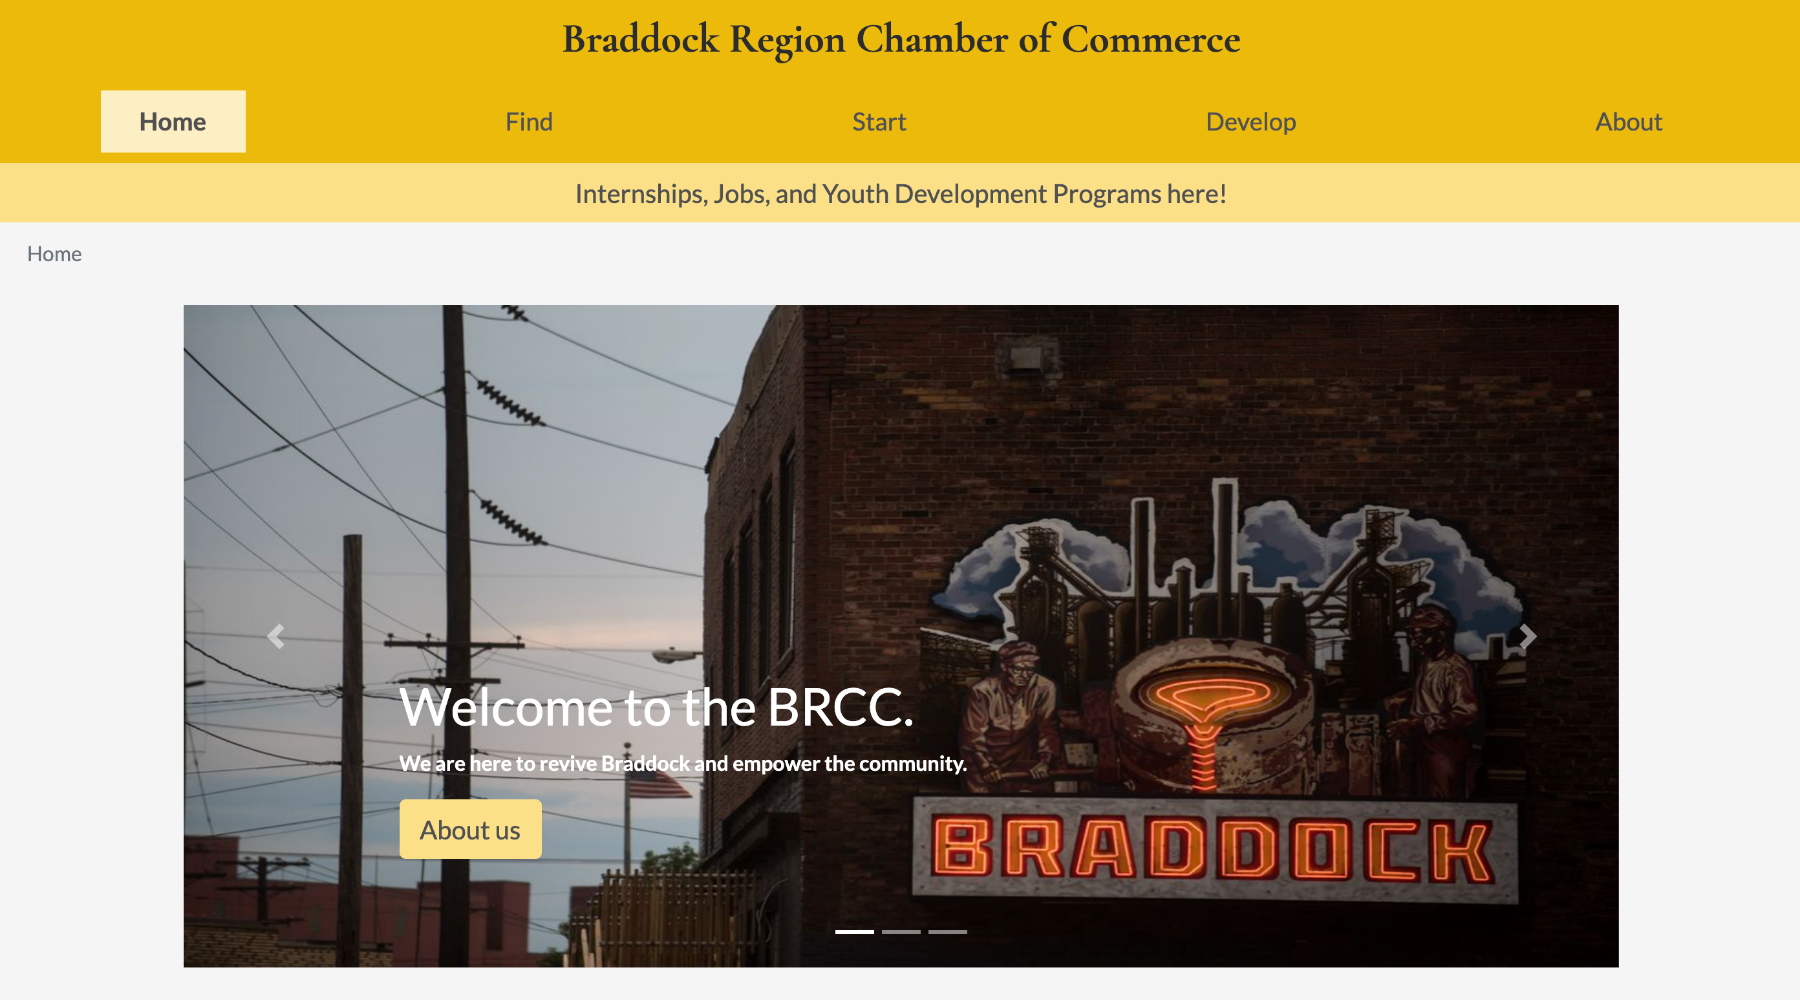 Braddock Region Chamber of Commerce
Home Find Start Develop About
Internships, Jobs, and Youth Development Programs here!
Home
Welcome to the BRCC.
We are here to revive Braddock and empower the community.
About us
BRADDOCK